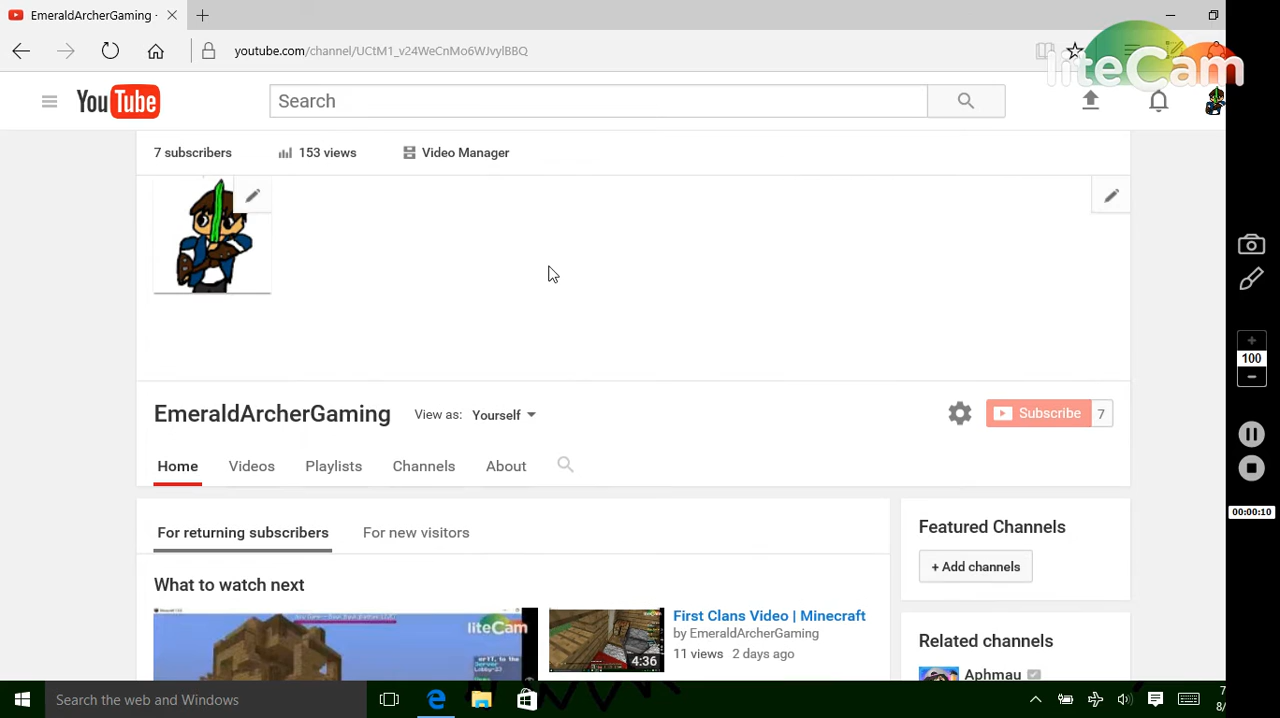 EmeraldArcherGaming -
youtube.com/channel/UCtM1_v24WeCnMo6WJvylBBQ
liteCam
YouTube
Search
7 subscribers
153 views
Video Manager
EmeraldArcherGaming
View as: Yourself
Subscribe 7
Home
Videos
Playlists
Channels
About
For returning subscribers
For new visitors
What to watch next
liteCam
First Clans Video | Minecraft
by EmeraldArcherGaming
11 views 2 days ago
4:36
Featured Channels
+ Add channels
Related channels
Aphmau
100
00:00:10
Search the web and Windows